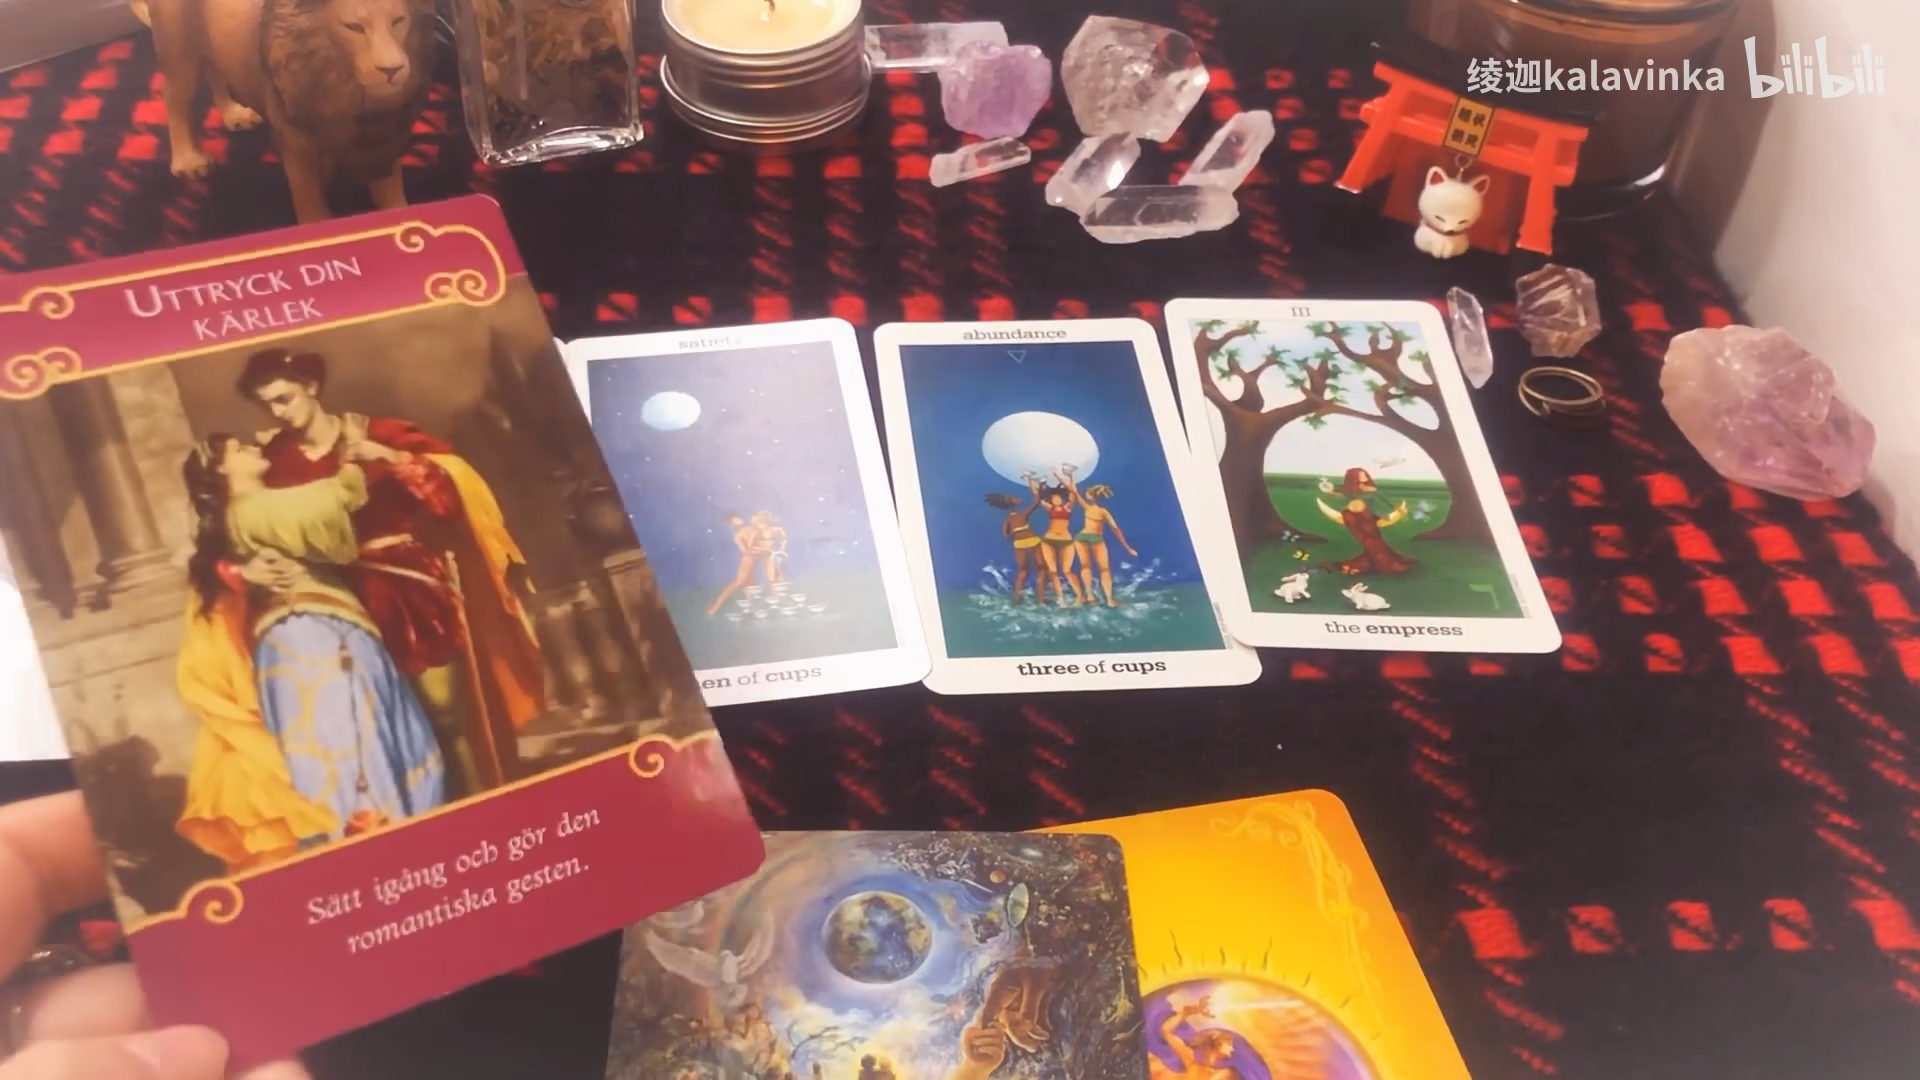 绫迦kalavinka bilibili
UTTRYCK DIN
KÄRLEK
Sätt igång och gör den
romantiska gesten.
satiety
en of cups
abundance
three of cups
III
the empress